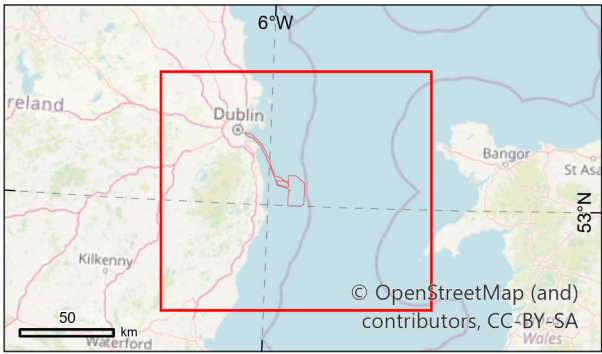 6°W
reland
Dublin
Bangor
St Asa
53°N
Kilkenny
© OpenStreetMap (and)
contributors, CC-BY-SA
50
km
Waterford
Wales